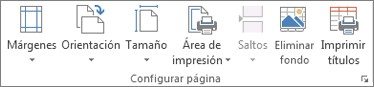 Márgenes Orientación Tamaño Área de Saltos Eliminar Imprimir
impresión fondo títulos
Configurar página